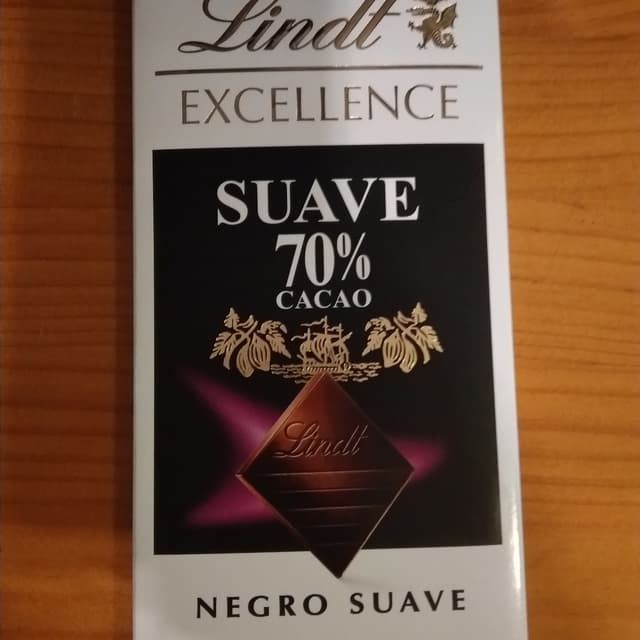 Lindt
EXCELLENCE
SUAVE
70%
CACAO
Lindt
NEGRO SUAVE